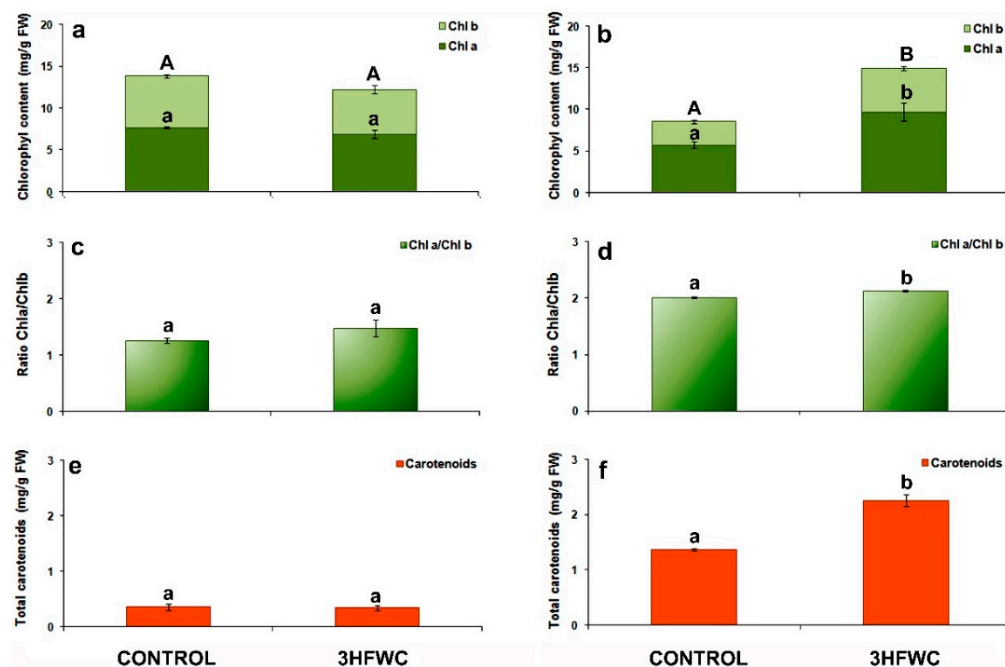 a
Chl b
Chl a
Chlorophyl content (mg/g FW)
20
15
10
5
0
A
a
A
a
b
Chl b
Chl a
Chlorophyl content (mg/g FW)
20
15
10
5
0
A
a
B
b
c
Chl a/Chl b
Ratio Chla/Chlb
3
2
1
0
a
a
d
Chl a/Chl b
Ratio Chla/Chlb
3
2
1
0
a
b
e
Carotenoids
Total carotenoids (mg/g FW)
3
2
1
0
a
a
CONTROL 3HFWC
f
Carotenoids
Total carotenoids (mg/g FW)
3
2
1
0
a
b
CONTROL 3HFWC